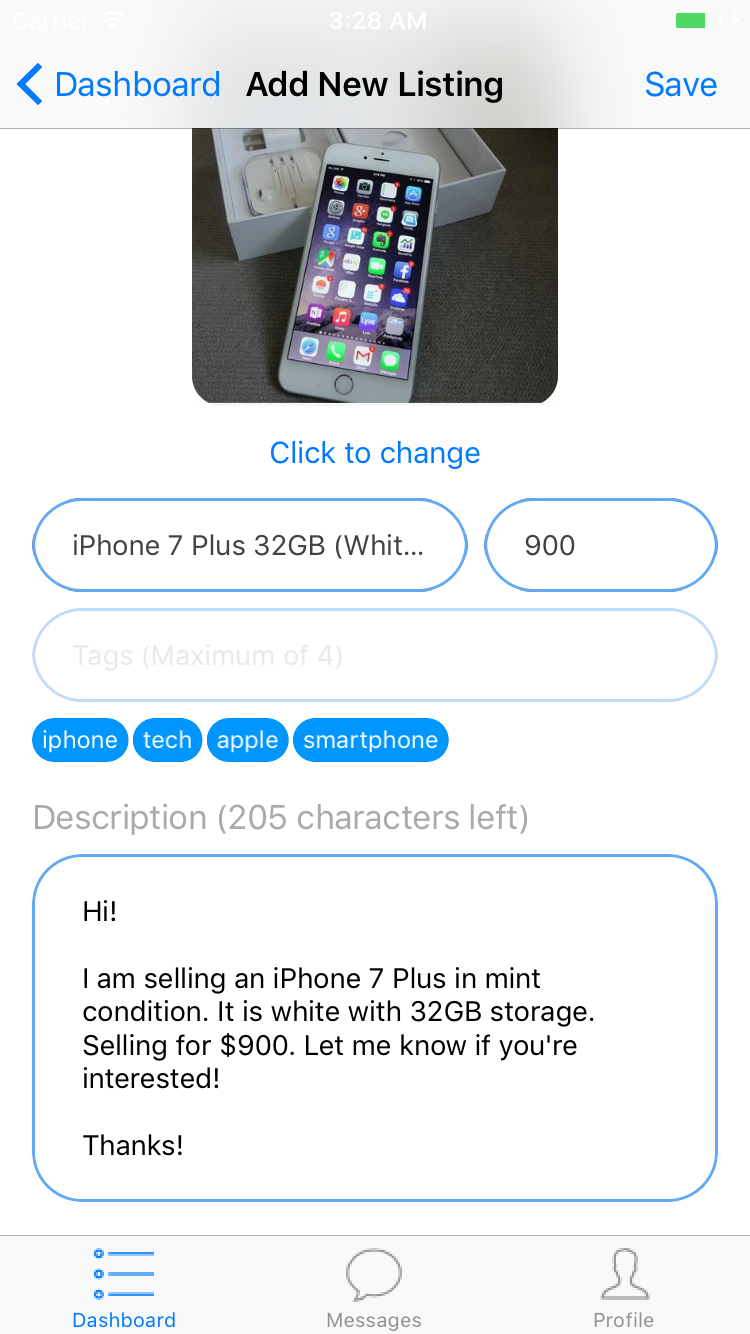 Carrier 3:28 AM
Dashboard Add New Listing Save
Click to change
iPhone 7 Plus 32GB (Whit... 900
Tags (Maximum of 4)
iphone tech apple smartphone
Description (205 characters left)
Hi!
I am selling an iPhone 7 Plus in mint
condition. It is white with 32GB storage.
Selling for $900. Let me know if you're
interested!
Thanks!
Dashboard Messages Profile